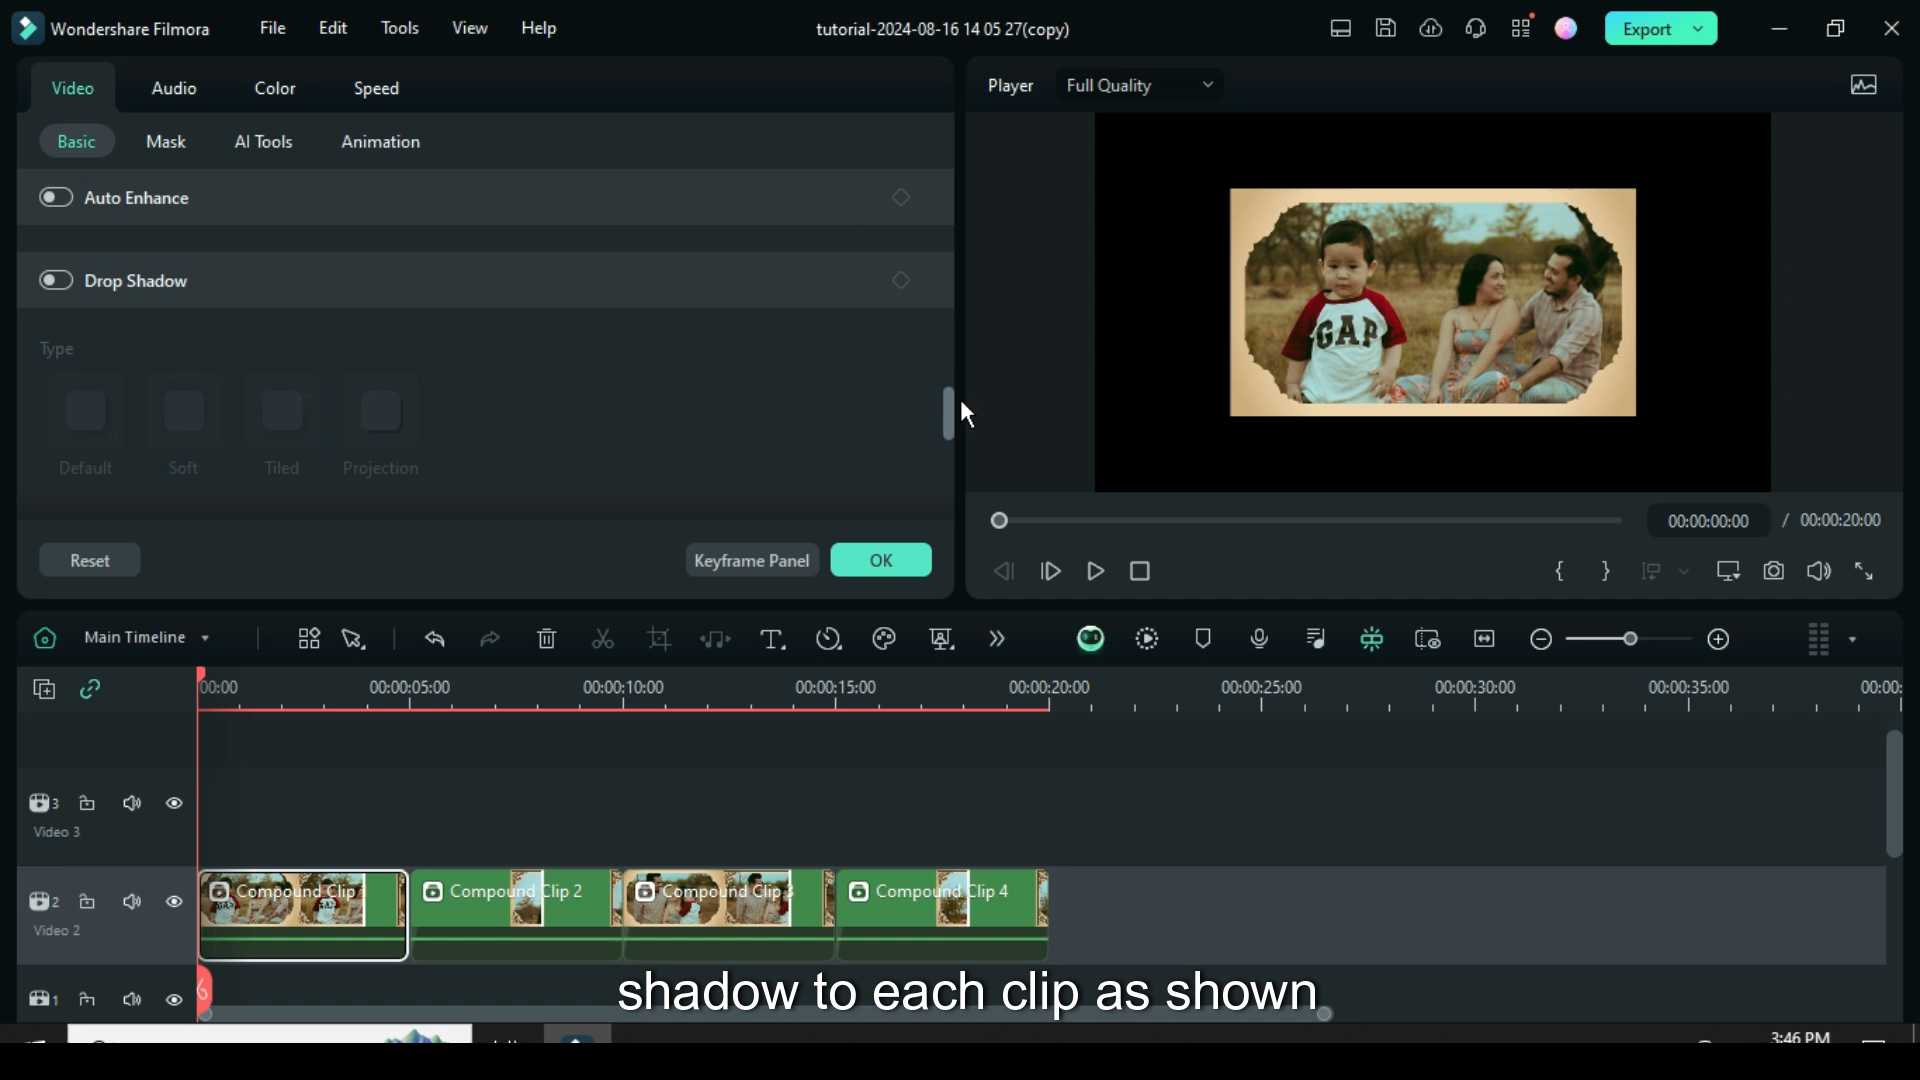 Wondershare Filmora
File
Edit
Tools
View
Help
tutorial-2024-08-16 14 05 27(copy)
Export
Video
Audio
Color
Speed
Player
Full Quality
Basic
Mask
AI Tools
Animation
Auto Enhance
Drop Shadow
Type
Default
Soft
Tiled
Projection
GAP
Reset
Keyframe Panel
OK
00:00:00:00 / 00:00:20:00
Main Timeline
00:00
00:00:05:00
00:00:10:00
00:00:15:00
00:00:20:00
00:00:25:00
00:00:30:00
00:00:35:00
00:00:
3
Video 3
2
Video 2
Compound Clip
Compound Clip 2
Compound Clip 3
Compound Clip 4
1
shadow to each clip as shown
3:46 PM